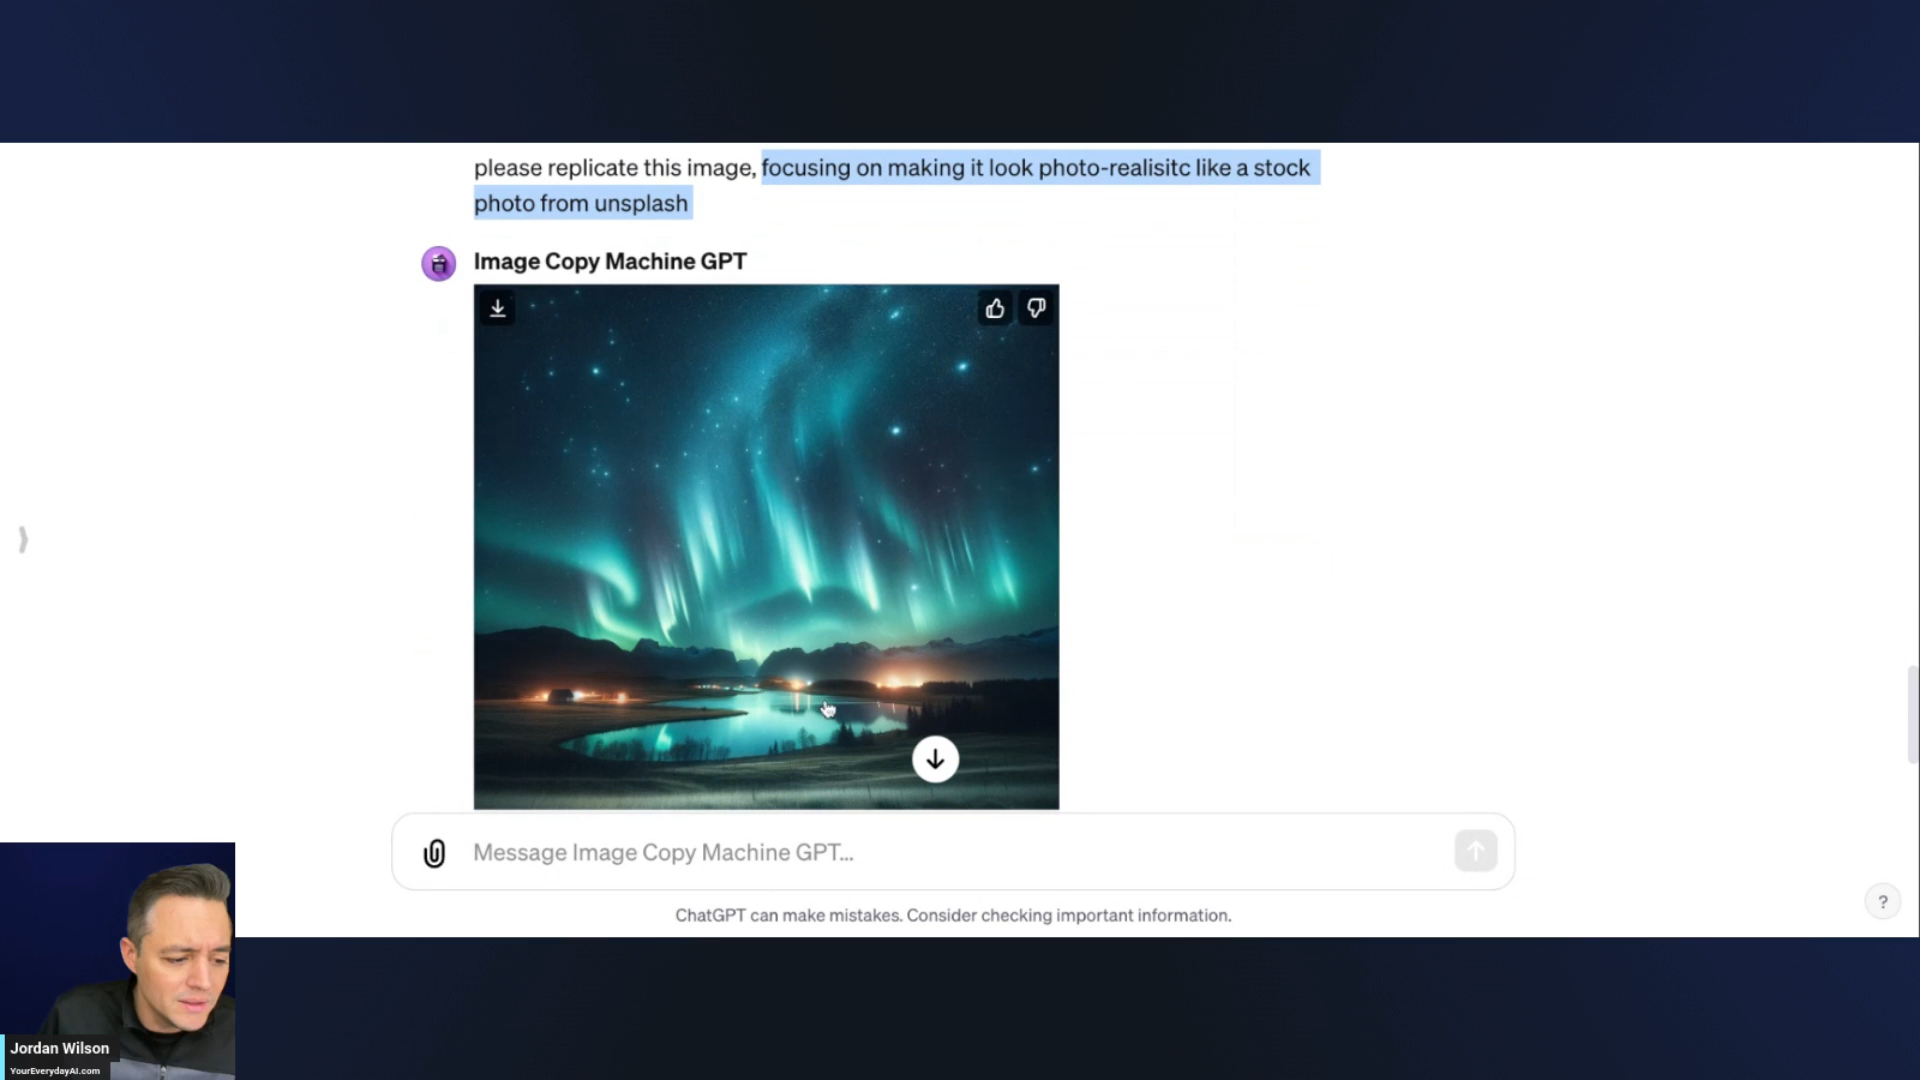 please replicate this image, focusing on making it look photo-realisitc like a stock
photo from unsplash
Image Copy Machine GPT
Message Image Copy Machine GPT...
ChatGPT can make mistakes. Consider checking important information.
?
Jordan Wilson
YourEverydayAI.com